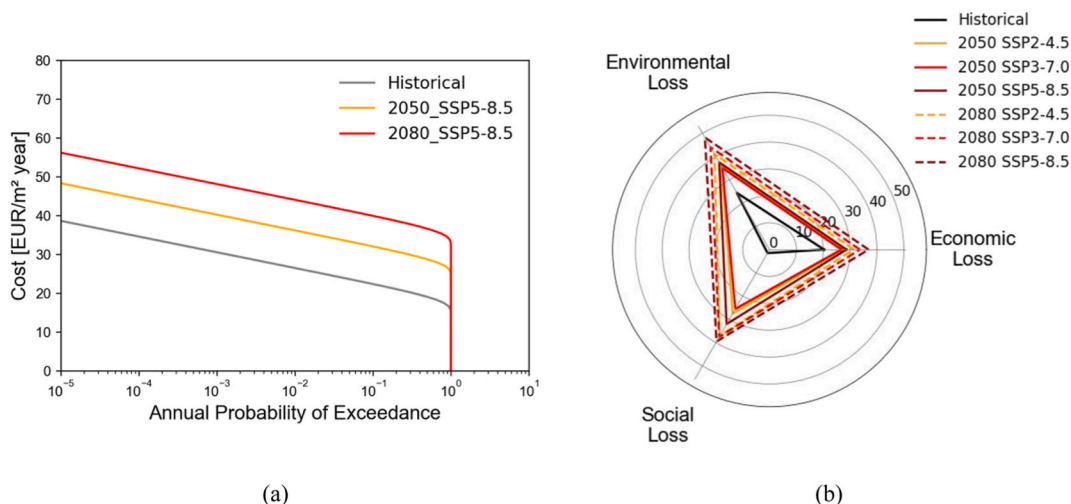 80
70
60
50
40
30
20
10
0
Cost [EUR/m² year]
Historical
2050_SSP5-8.5
2080_SSP5-8.5
10⁻⁵
10⁻⁴
10⁻³
10⁻²
10⁻¹
10⁰
10¹
Annual Probability of Exceedance
(a)
Historical
2050 SSP2-4.5
2050 SSP3-7.0
2050 SSP5-8.5
2080 SSP2-4.5
2080 SSP3-7.0
2080 SSP5-8.5
Environmental
Loss
0
10
20
30
40
50
Economic
Loss
Social
Loss
(b)